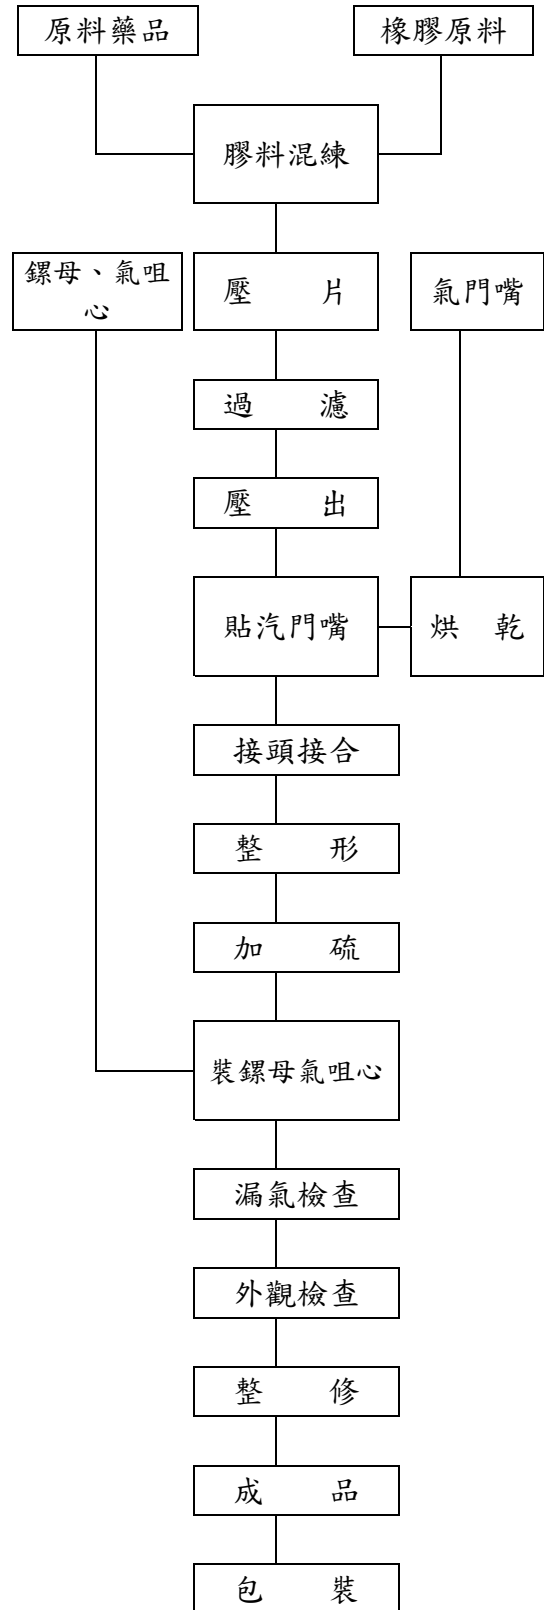 原料藥品
橡膠原料
膠料混練
鏍母、氣咀
心
壓 片
氣門嘴
過 濾
壓 出
貼汽門嘴
烘 乾
接頭接合
整 形
加 硫
裝鏍母氣咀心
漏氣檢查
外觀檢查
整 修
成 品
包 裝